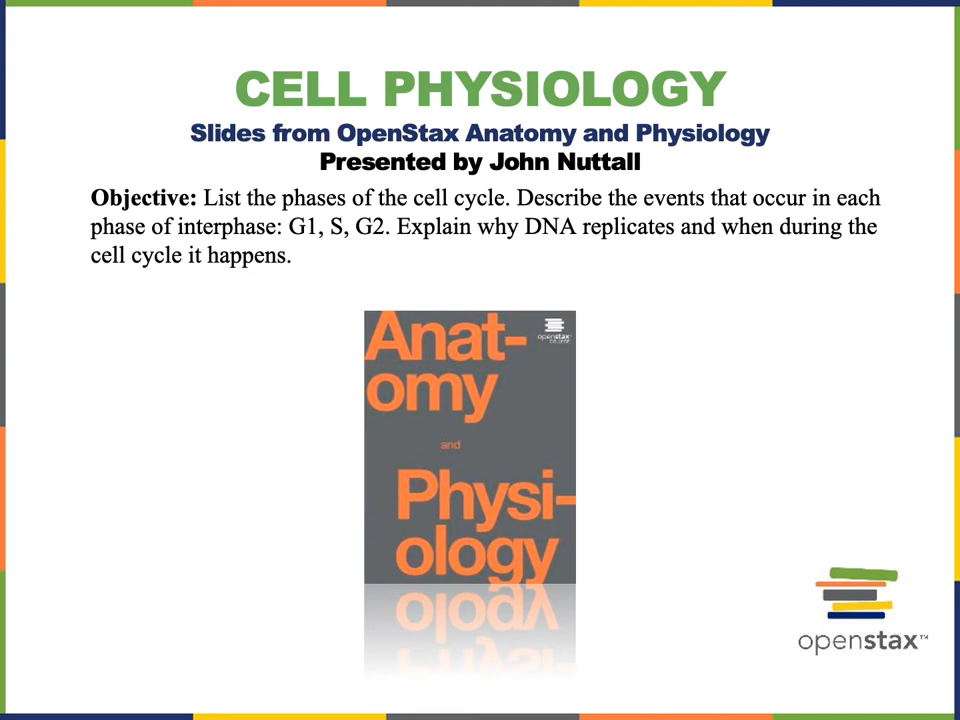 CELL PHYSIOLOGY
Slides from OpenStax Anatomy and Physiology
Presented by John Nuttall
Objective: List the phases of the cell cycle. Describe the events that occur in each
phase of interphase: G1, S, G2. Explain why DNA replicates and when during the
cell cycle it happens.
Anat-
omy
openstax
and
Physi-
ology
openstax™